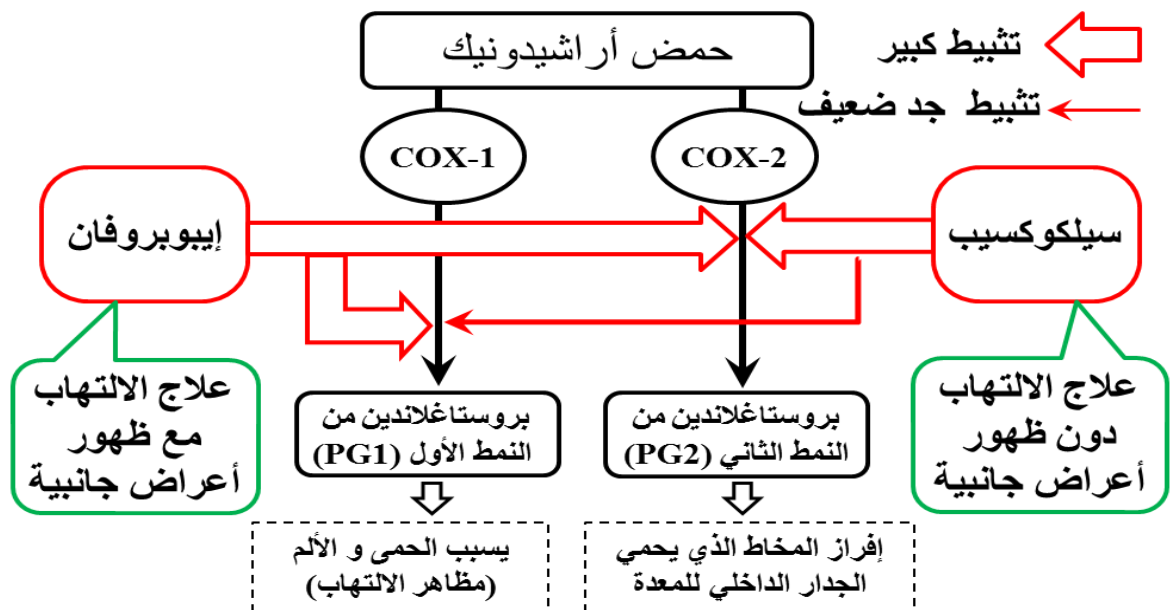 حمض أراشيدونيك
تثبيط كبير
تثبيط جد ضعيف
COX-1
COX-2
إيبوبروفان
سيلكوكسيب
علاج الالتهاب
مع ظهور
أعراض جانبية
بروستاغلاندين من
النمط الأول (PG1)
بروستاغلاندين من
النمط الثاني (PG2)
علاج الالتهاب
دون ظهور
أعراض جانبية
يسبب الحمى و الألم
(مظاهر الالتهاب)
إفراز المخاط الذي يحمي
الجدار الداخلي للمعدة